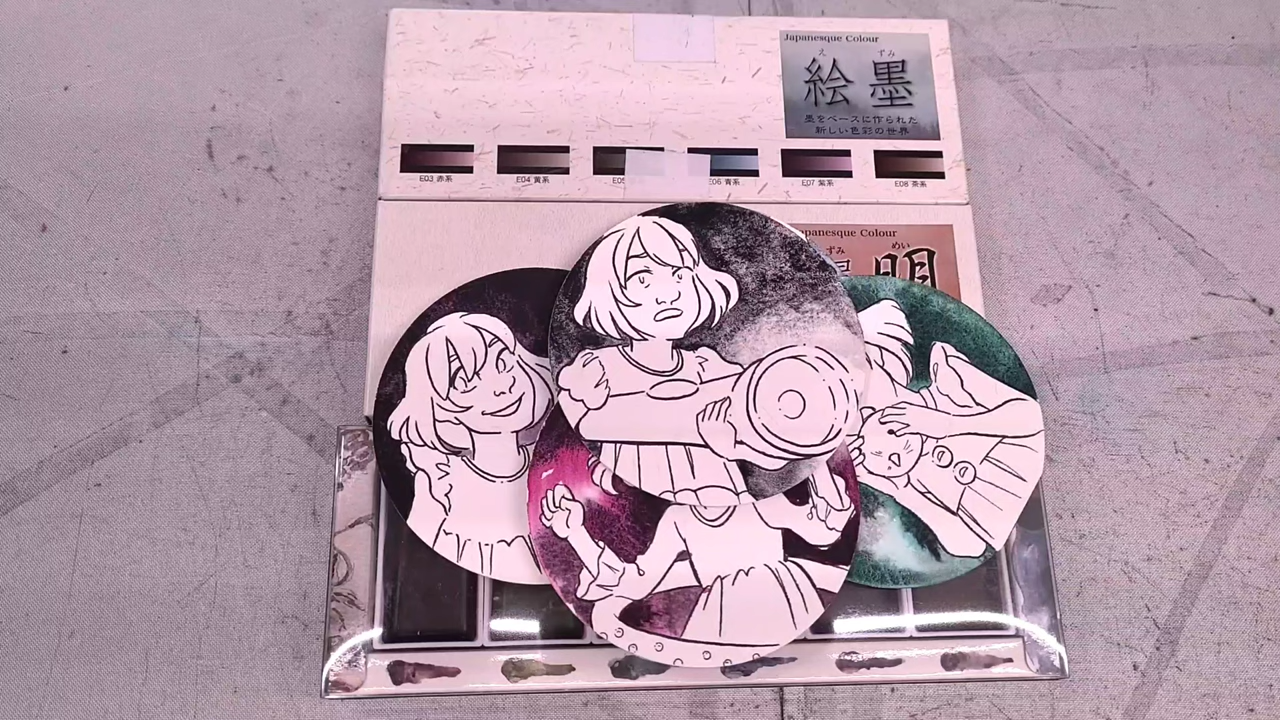 Japanesque Colour
え ずみ
絵 墨
墨をベースに作られた
新しい色彩の世界
E03 赤系
E04 黄系
E06 青系
E07 紫系
E08 茶系
Japanesque Colour
ずみ めい
明